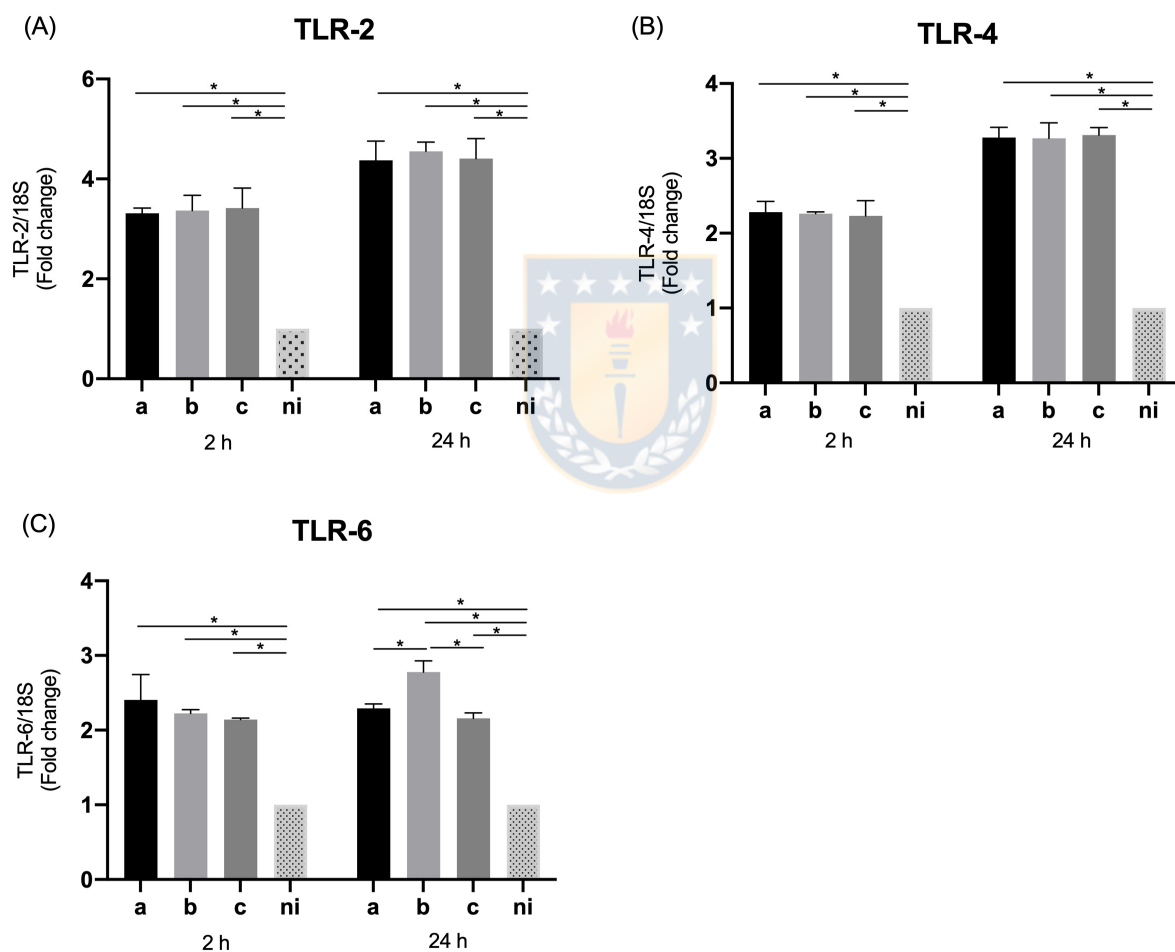 (A)
TLR-2
TLR-2/18S
(Fold change)
6
4
2
0
* * *
* * *
a b c ni a b c ni
2 h 24 h
(B)
TLR-4
TLR-4/18S
(Fold change)
4
3
2
1
0
* * *
* * *
a b c ni a b c ni
2 h 24 h
(C)
TLR-6
TLR-6/18S
(Fold change)
4
3
2
1
0
* * *
* * * * *
a b c ni a b c ni
2 h 24 h